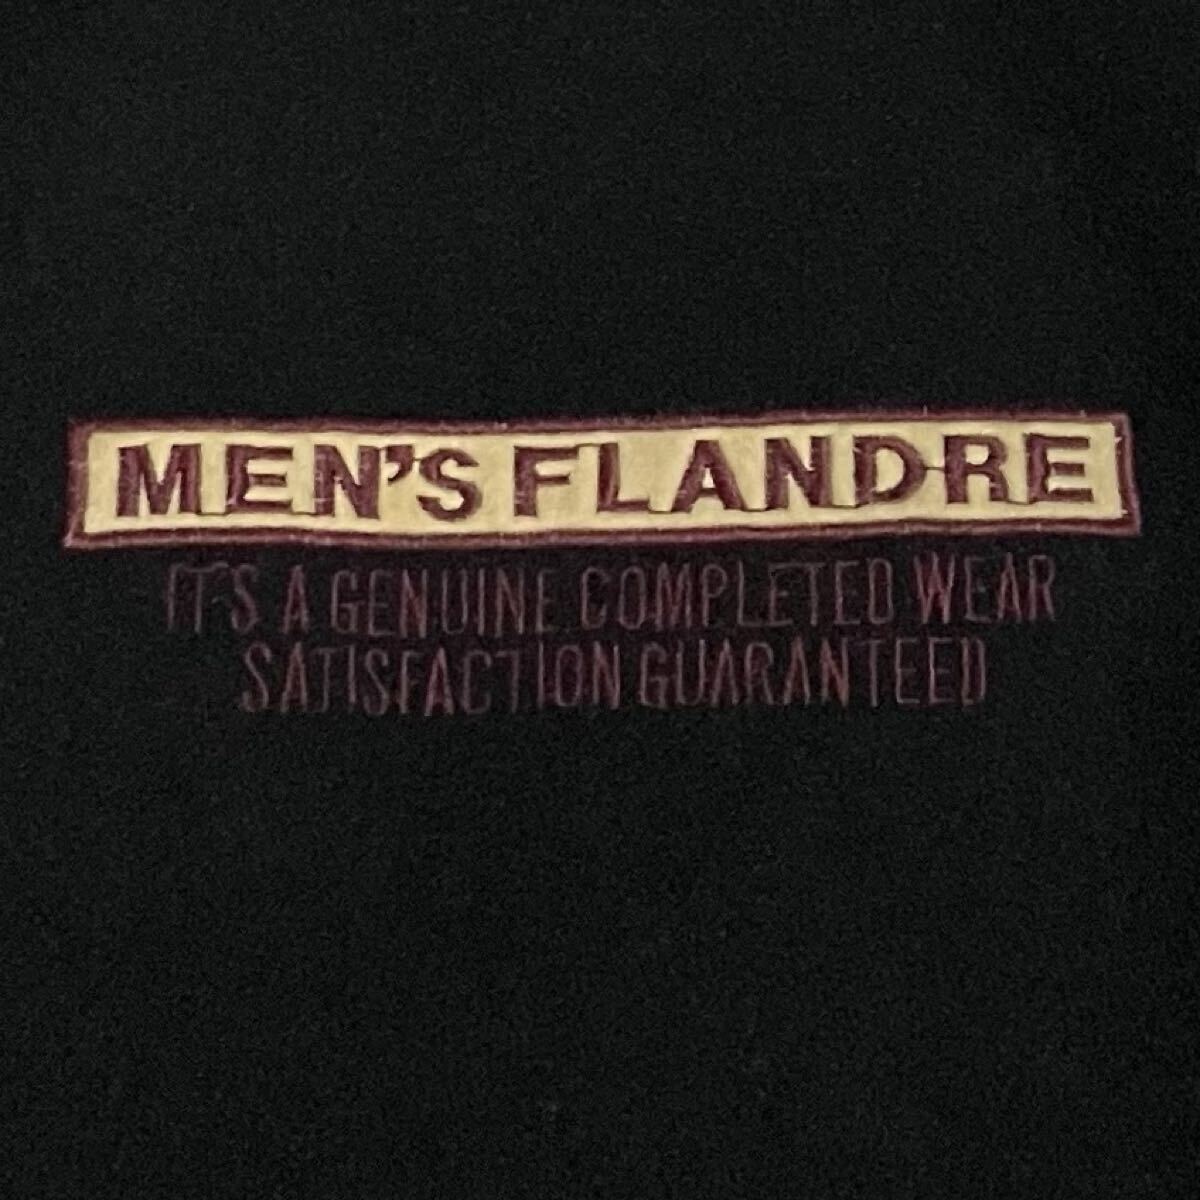 MEN'S FLANDRE
IT'S A GENUINE COMPLETED WEAR
SATISFACTION GUARANTEED